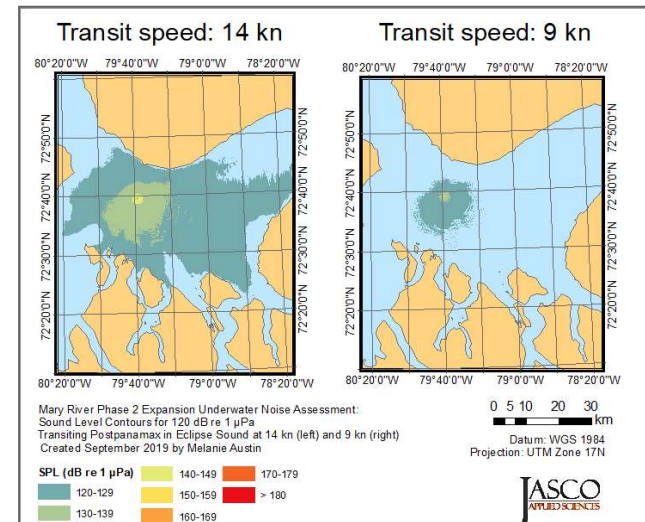 Transit speed: 14 kn
Transit speed: 9 kn
80°20'0"W 79°40'0"W 79°0'0"W
80°20'0"W 79°40'0"W 79°0'0"W
72°50'0"N
72°40'0"N
72°30'0"N
72°20'0"N
72°50'0"N
72°40'0"N
72°30'0"N
72°20'0"N
72°50'0"N
72°40'0"N
72°30'0"N
72°20'0"N
80°20'0"W 79°40'0"W 79°0'0"W
80°20'0"W 79°40'0"W 79°0'0"W
Mary River Phase 2 Expansion Underwater Noise Assessment:
Sound Level Contours for 120 dB re 1 µPa
Transiting Postpanamax in Eclipse Sound at 14 kn (left) and 9 kn (right)
Created September 2019 by Melanie Austin
0 5 10 20 30
km
Datum: WGS 1984
Projection: UTM Zone 17N
SPL (dB re 1 µPa)
120-129
130-139
140-149
150-159
160-169
170-179
> 180
JASCO
APPLIED SCIENCES